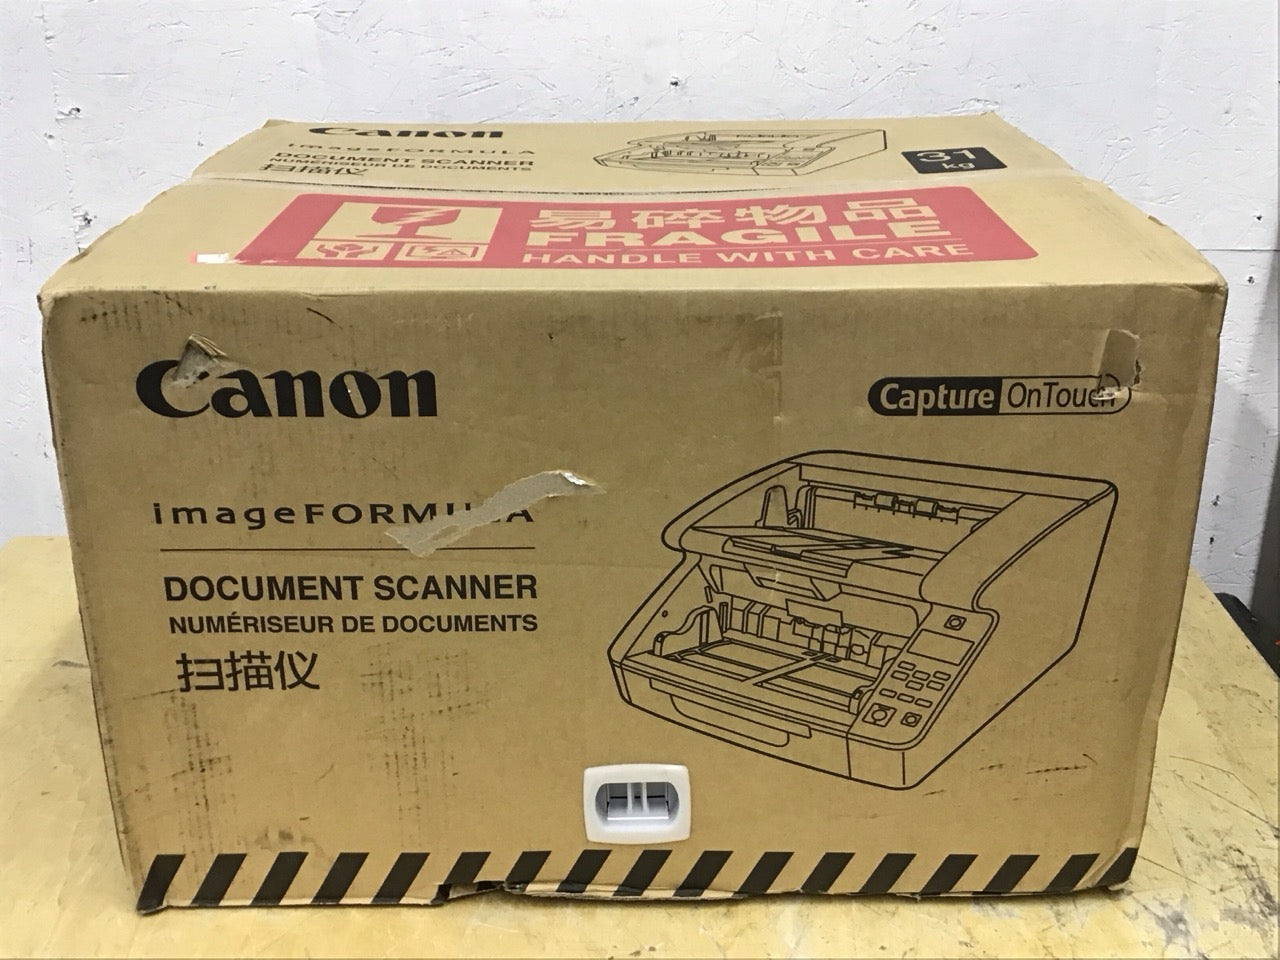 Canon
imageFORMULA
DOCUMENT SCANNER
NUMÉRISEUR DE DOCUMENTS
扫描仪
31
kg
易碎物品
FRAGILE
HANDLE WITH CARE
Canon
Capture OnTouch
imageFORMULA
DOCUMENT SCANNER
NUMÉRISEUR DE DOCUMENTS
扫描仪